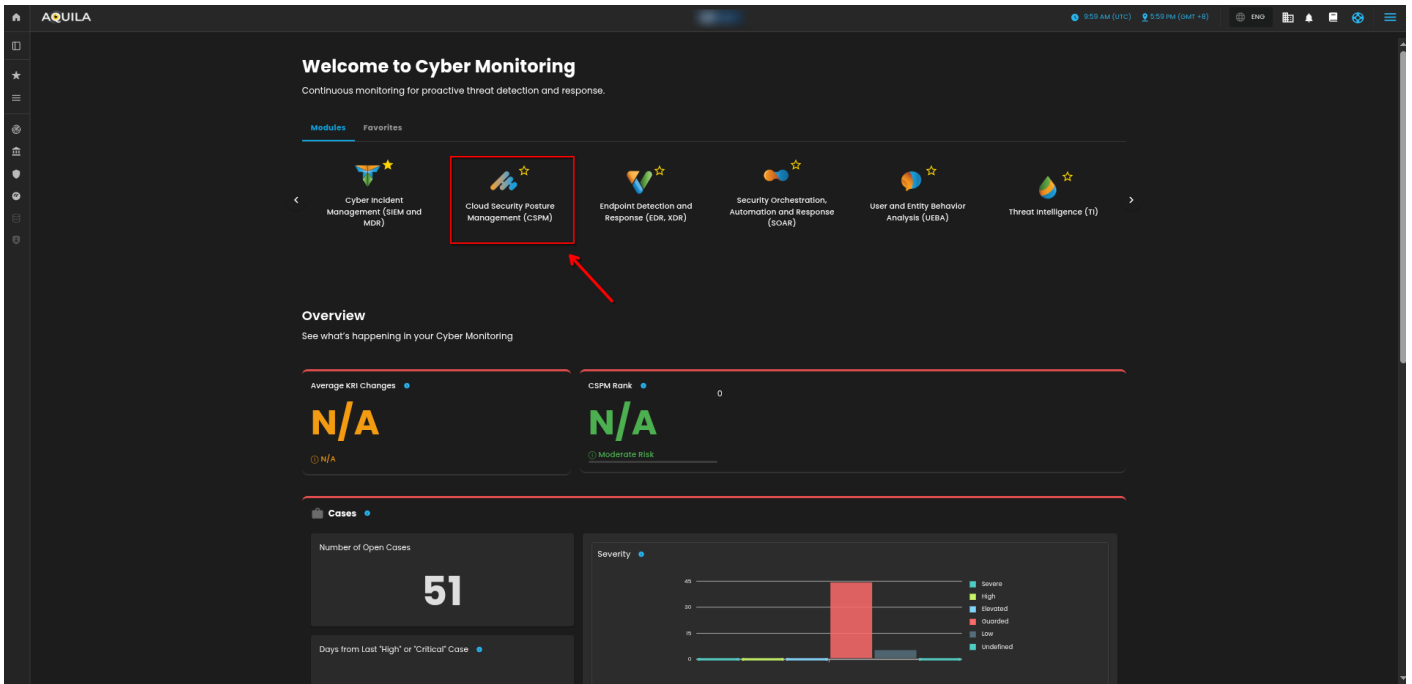 AQUILA
9:59 AM (UTC) 5:59 PM (GMT +8) ENG
Welcome to Cyber Monitoring
Continuous monitoring for proactive threat detection and response.
Modules Favorites
Cyber Incident
Management (SIEM and
MDR)
Cloud Security Posture
Management (CSPM)
Endpoint Detection and
Response (EDR, XDR)
Security Orchestration,
Automation and Response
(SOAR)
User and Entity Behavior
Analysis (UEBA)
Threat Intelligence (TI)
Overview
See what's happening in your Cyber Monitoring
Average KRI Changes
N/A
N/A
CSPM Rank
0
N/A
Moderate Risk
Cases
Number of Open Cases
51
Days from Last "High" or "Critical" Case
Severity
45
30
15
0
Severe
High
Elevated
Guarded
Low
Undefined